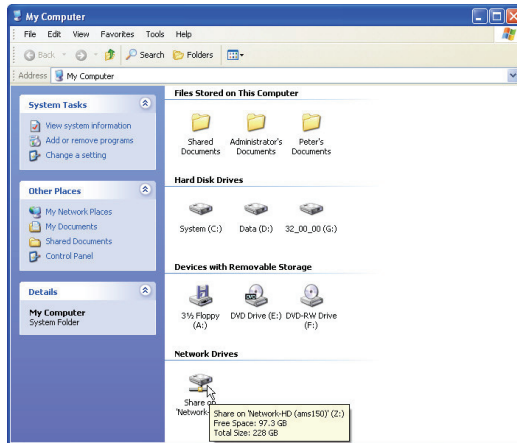 My Computer
File Edit View Favorites Tools Help
Back Search Folders
Address My Computer
System Tasks
View system information
Add or remove programs
Change a setting
Other Places
My Network Places
My Documents
Shared Documents
Control Panel
Details
My Computer
System Folder
Files Stored on This Computer
Shared Documents
Administrator's Documents
Peter's Documents
Hard Disk Drives
System (C:) Data (D:) 32_00_00 (G:)
Devices with Removable Storage
3½ Floppy (A:)
DVD Drive (E:)
DVD-RW Drive (F:)
Network Drives
Share on
'Network-
Share on 'Network-HD (ams150)' (Z:)
Free Space: 97.3 GB
Total Size: 228 GB